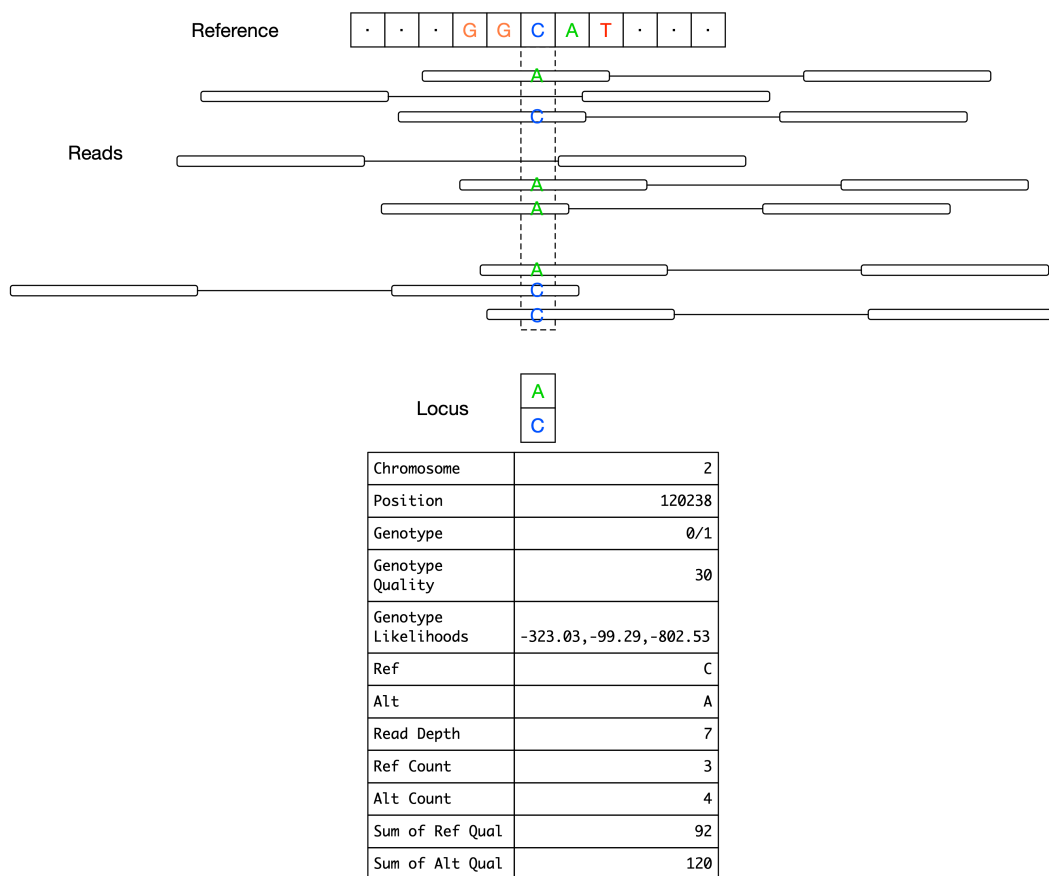 Reference · · · G G C A T · · ·
A
C
Reads
A
A
A
C
C
A
Locus
C
Chromosome 2
Position 120238
Genotype 0/1
Genotype
Quality 30
Genotype
Likelihoods -323.03,-99.29,-802.53
Ref C
Alt A
Read Depth 7
Ref Count 3
Alt Count 4
Sum of Ref Qual 92
Sum of Alt Qual 120